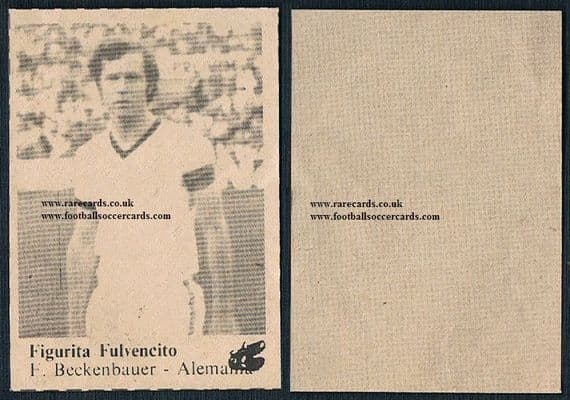 www.rarecards.co.uk
www.footballsoccercards.com
Figurita Fulvencito
F. Beckenbauer - Alemania
www.rarecards.co.uk
www.footballsoccercards.com